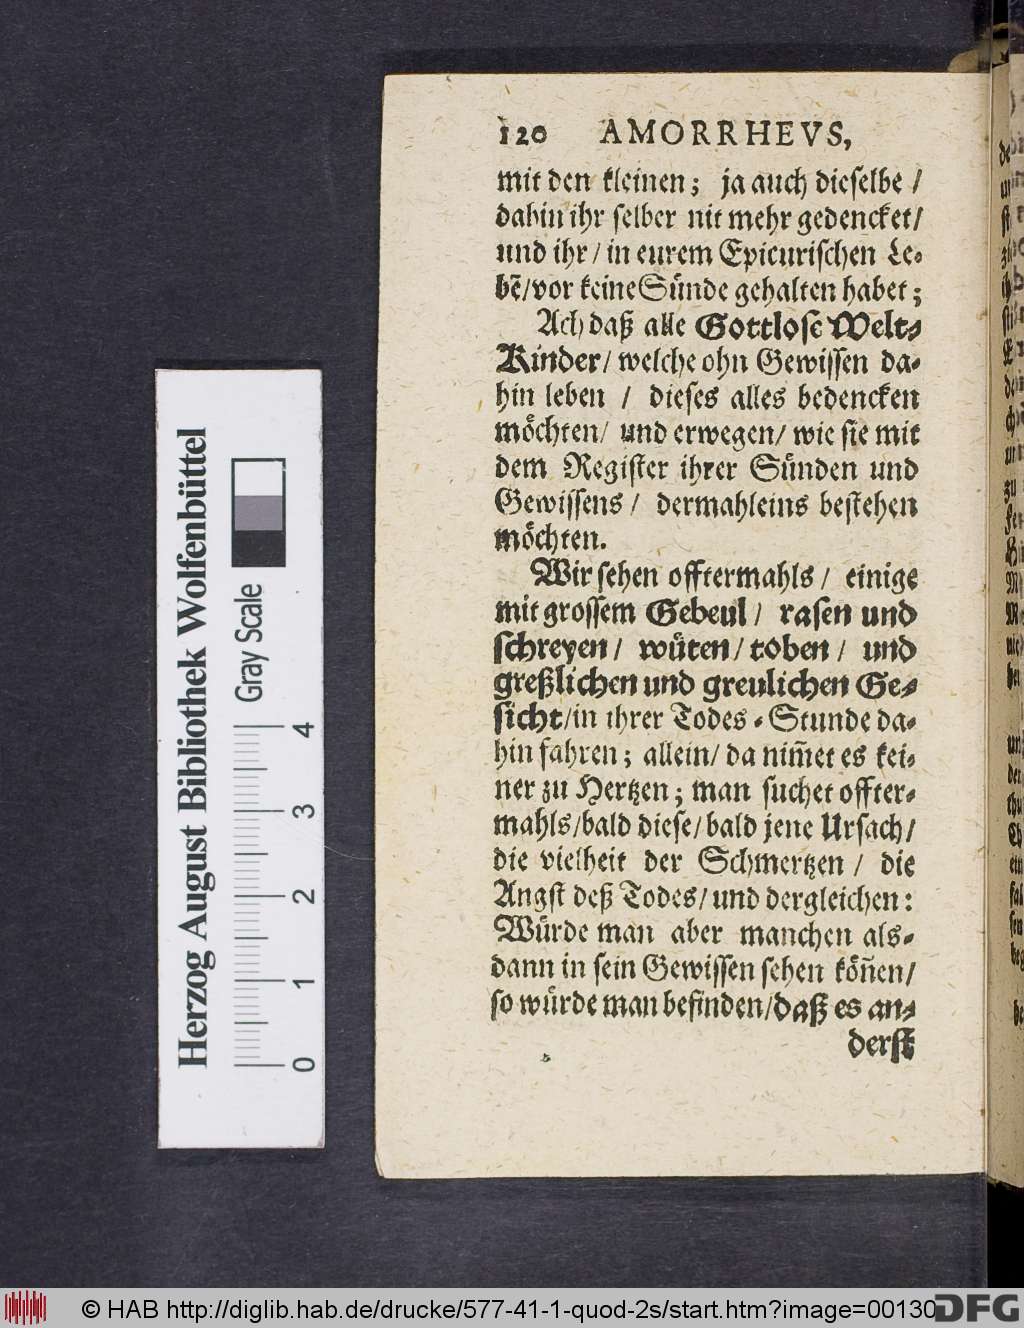 120 AMORRHEVS,
mit den kleinen; ja auch dieselbe /
dahin ihr selber nit mehr gedencket/
und ihr / in eurem Epicurischen Le-
bẽ/vor keine Sünde gehalten habet;
Ach daß alle Gottlose Welt-
Kinder/ welche ohn Gewissen da-
hin leben / dieses alles bedencken
möchten/ und erwegen/ wie sie mit
dem Register ihrer Sünden und
Gewissens / dermahleins bestehen
möchten.
Wir sehen offtermahls / einige
mit grossem Geheul / rasen und
schreyen / wüten / toben / und
greßlichen und greulichen Ge-
sicht/in ihrer Todes-Stunde da-
hin fahren; allein/ da nim̃et es kei-
ner zu Hertzen; man suchet offter-
mahls/bald diese/bald jene Ursach/
die vielheit der Schmertzen / die
Angst deß Todes/ und dergleichen:
Würde man aber manchen als-
dann in sein Gewissen sehenköñen/
so würde man befinden/daß es an-
derst
Herzog August Bibliothek Wolfenbüttel
Gray Scale
0 1 2 3 4
© HAB http://diglib.hab.de/drucke/577-41-1-quod-2s/start.htm?image=00130
DFG